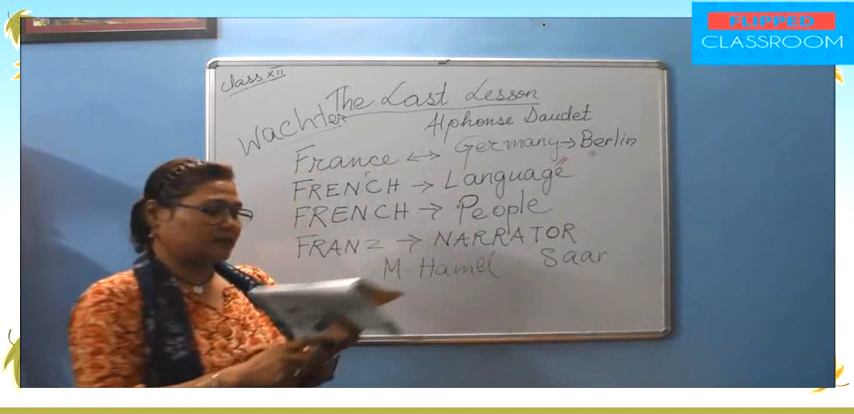 FLIPPED
CLASSROOM
Class XII
The Last Lesson
Alphonse Daudet
Wachter
France ↔ Germany → Berlin
FRENCH → Language
FRENCH → People
FRANZ → NARRATOR
M. Hamel Saar